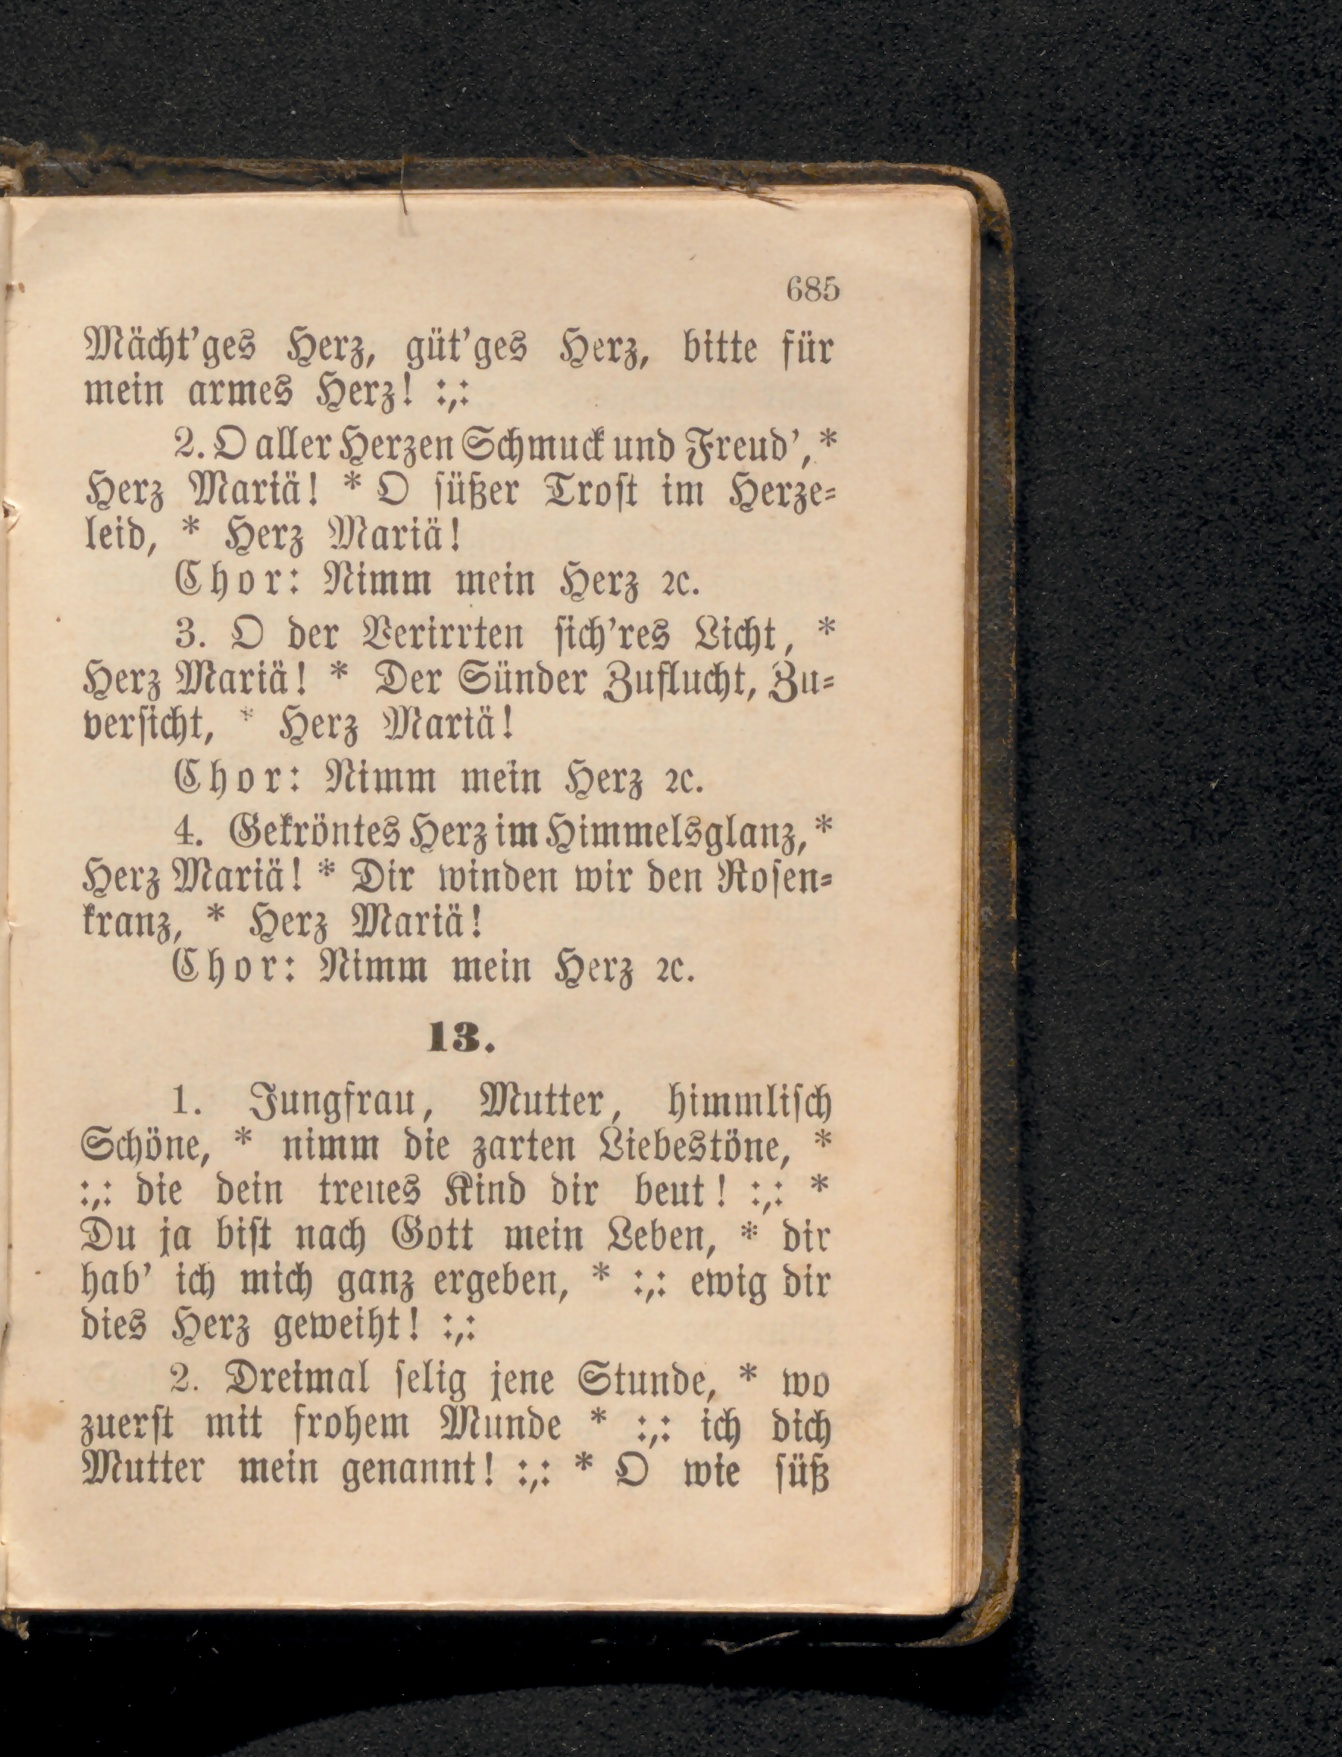 685
Mächt'ges Herz, güt'ges Herz, bitte für
mein armes Herz! :,:
2. O aller Herzen Schmuck und Freud', *
Herz Mariä! * O süßer Trost im Herze-
leid, * Herz Mariä!
Chor: Nimm mein Herz ꝛc.
3. O der Verirrten sich'res Licht, *
Herz Mariä! * Der Sünder Zuflucht, Zu-
versicht, * Herz Mariä!
Chor: Nimm mein Herz ꝛc.
4. Gekröntes Herz im Himmelsglanz, *
Herz Mariä! * Dir winden wir den Rosen-
kranz, * Herz Mariä!
Chor: Nimm mein Herz ꝛc.
13.
1. Jungfrau, Mutter, himmlisch
Schöne, * nimm die zarten Liebestöne, *
:,: die dein treues Kind dir beut! :,: *
Du ja bist nach Gott mein Leben, * dir
hab' ich mich ganz ergeben, * :,: ewig dir
dies Herz geweiht! :,:
2. Dreimal selig jene Stunde, * wo
zuerst mit frohem Munde * :,: ich dich
Mutter mein genannt! :,: * O wie süß